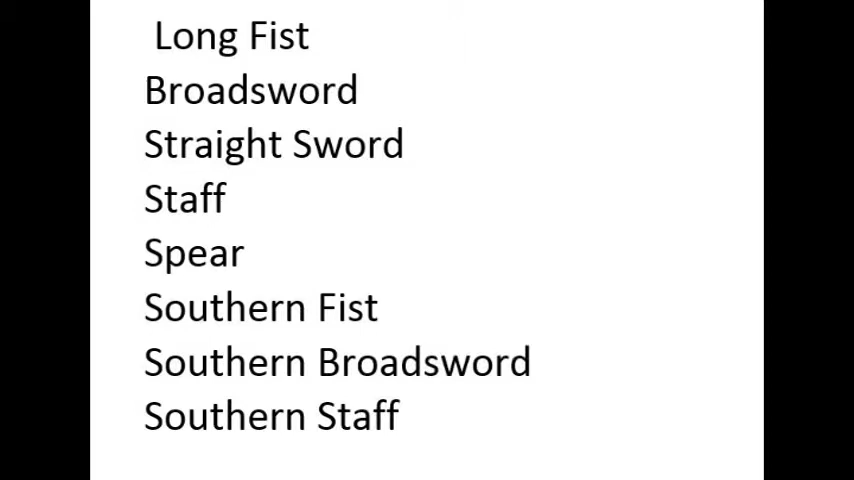 Long Fist
Broadsword
Straight Sword
Staff
Spear
Southern Fist
Southern Broadsword
Southern Staff